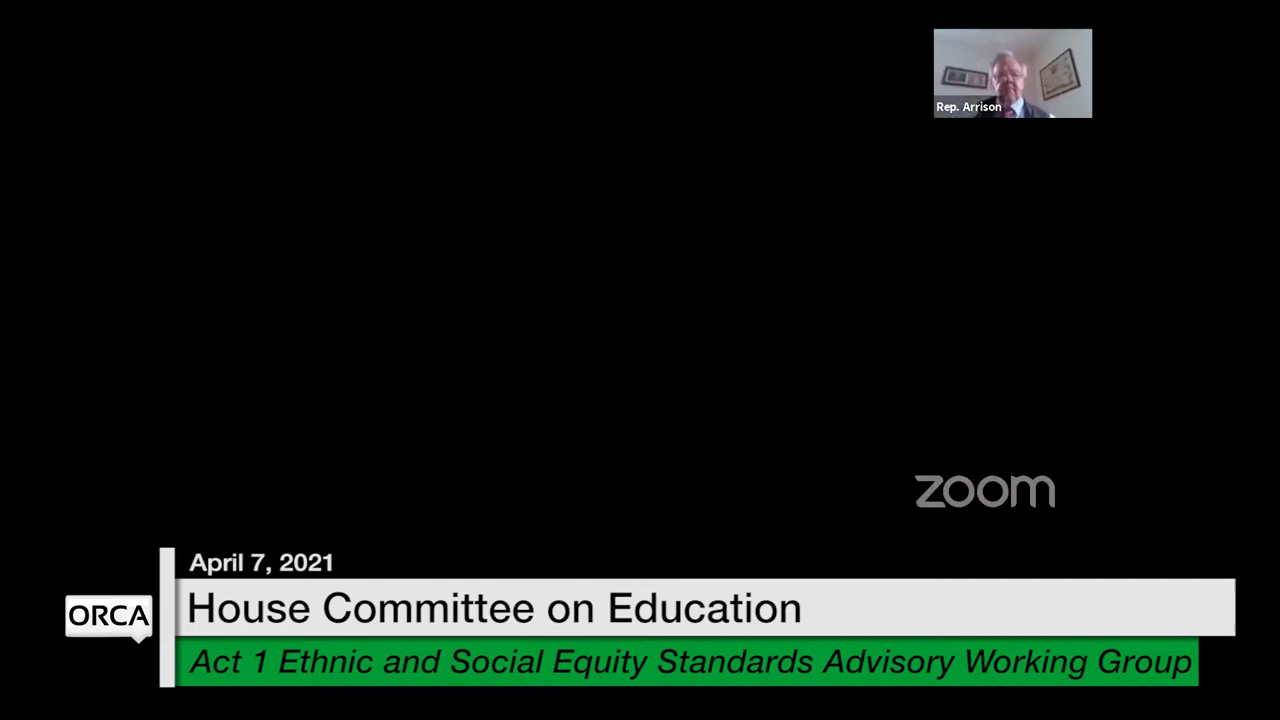 Rep. Arrison
zoom
April 7, 2021
House Committee on Education
ORCA
Act 1 Ethnic and Social Equity Standards Advisory Working Group